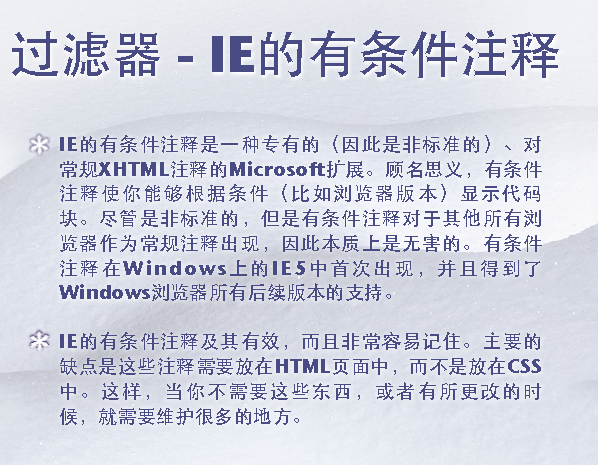 过滤器 - IE的有条件注释
IE的有条件注释是一种专有的（因此是非标准的）、对
常规XHTML注释的Microsoft扩展。顾名思义，有条件
注释使你能够根据条件（比如浏览器版本）显示代码
块。尽管是非标准的，但是有条件注释对于其他所有浏
览器作为常规注释出现，因此本质上是无害的。有条件
注释在Windows上的IE5中首次出现，并且得到了
Windows浏览器所有后续版本的支持。
IE的有条件注释及其有效，而且非常容易记住。主要的
缺点是这些注释需要放在HTML页面中，而不是放在CSS
中。这样，当你不需要这些东西，或者有所更改的时
候，就需要维护很多的地方。